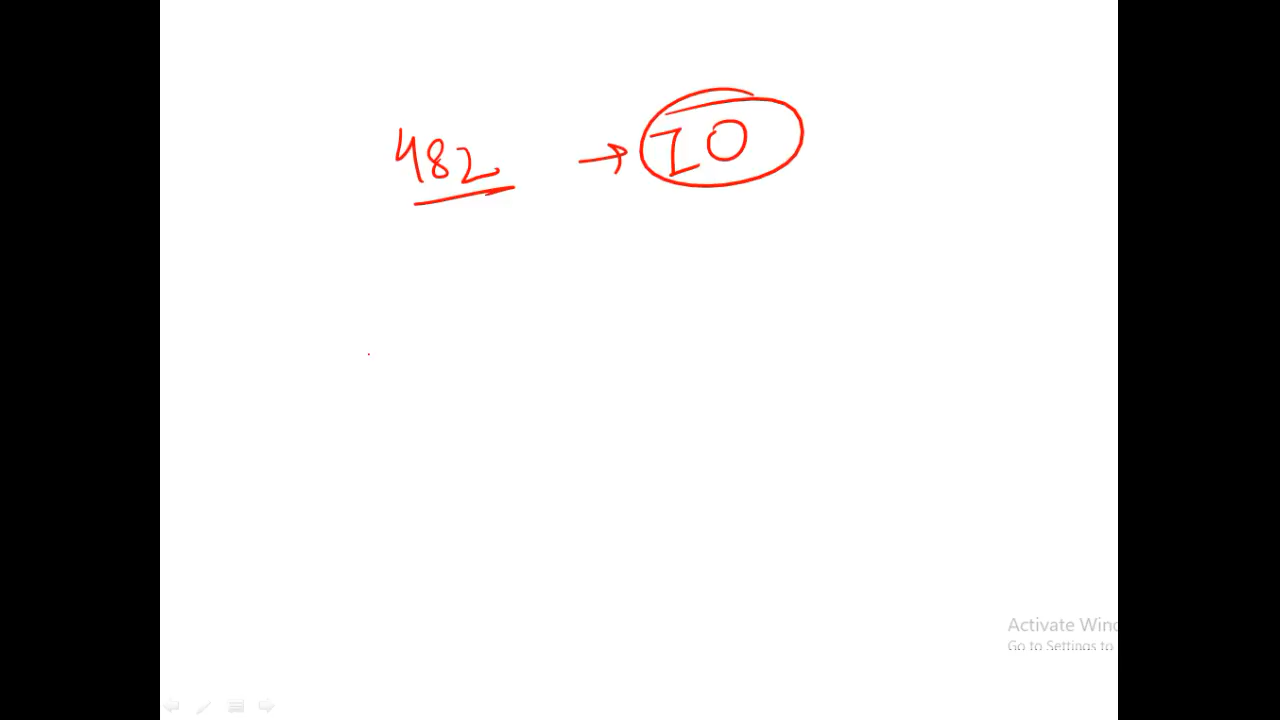 482 → IO
Activate Wind
Go to Settings to